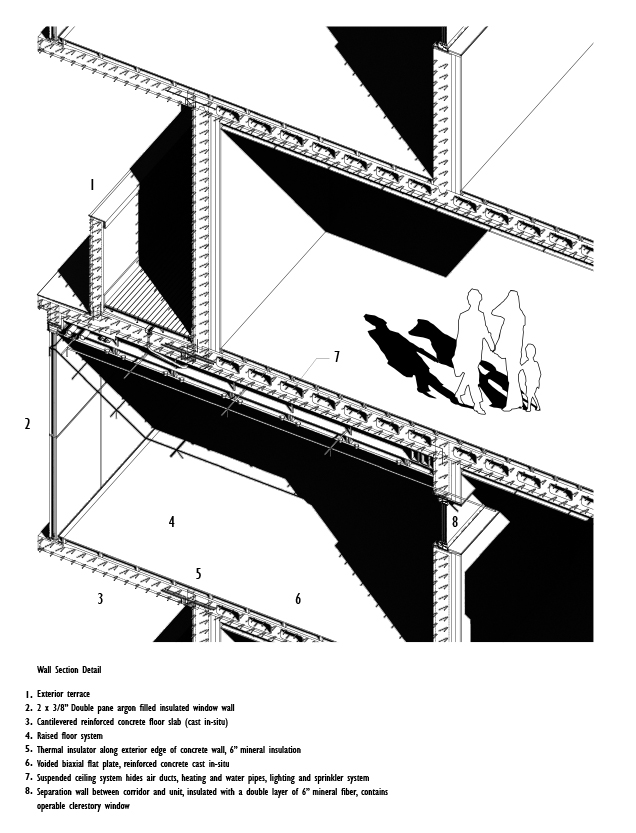 1
7
2
4
8
5
3
6
Wall Section Detail
1. Exterior terrace
2. 2 x 3/8" Double pane argon filled insulated window wall
3. Cantilevered reinforced concrete floor slab (cast in-situ)
4. Raised floor system
5. Thermal insulator along exterior edge of concrete wall, 6" mineral insulation
6. Voided biaxial flat plate, reinforced concrete cast in-situ
7. Suspended ceiling system hides air ducts, heating and water pipes, lighting and sprinkler system
8. Separation wall between corridor and unit, insulated with a double layer of 6" mineral fiber, contains
operable clerestory window